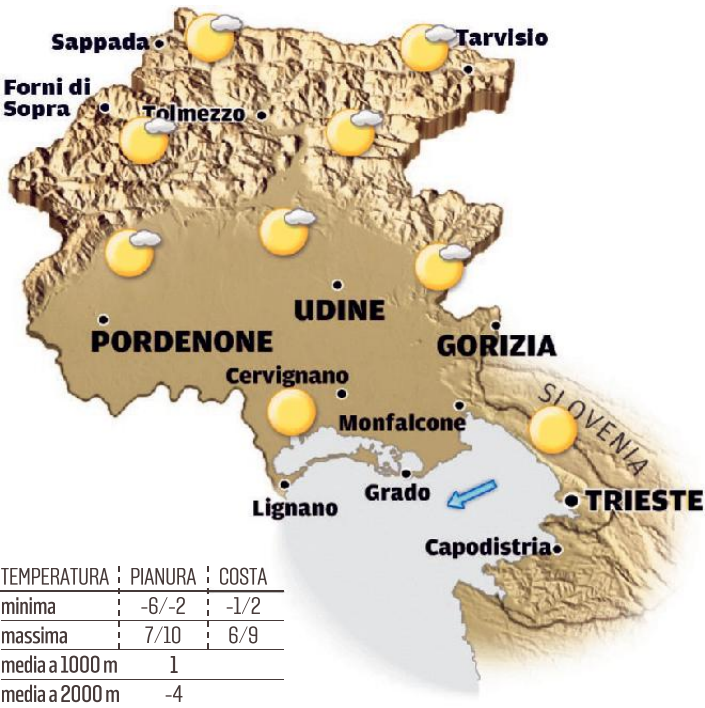 Sappada
Tarvisio
Forni di
Sopra
Tolmezzo
UDINE
PORDENONE
GORIZIA
Cervignano
SLOVENIA
Monfalcone
Grado
Lignano
TRIESTE
Capodistria
TEMPERATURA PIANURA COSTA
minima -6/-2 -1/2
massima 7/10 6/9
media a 1000 m 1
media a 2000 m -4